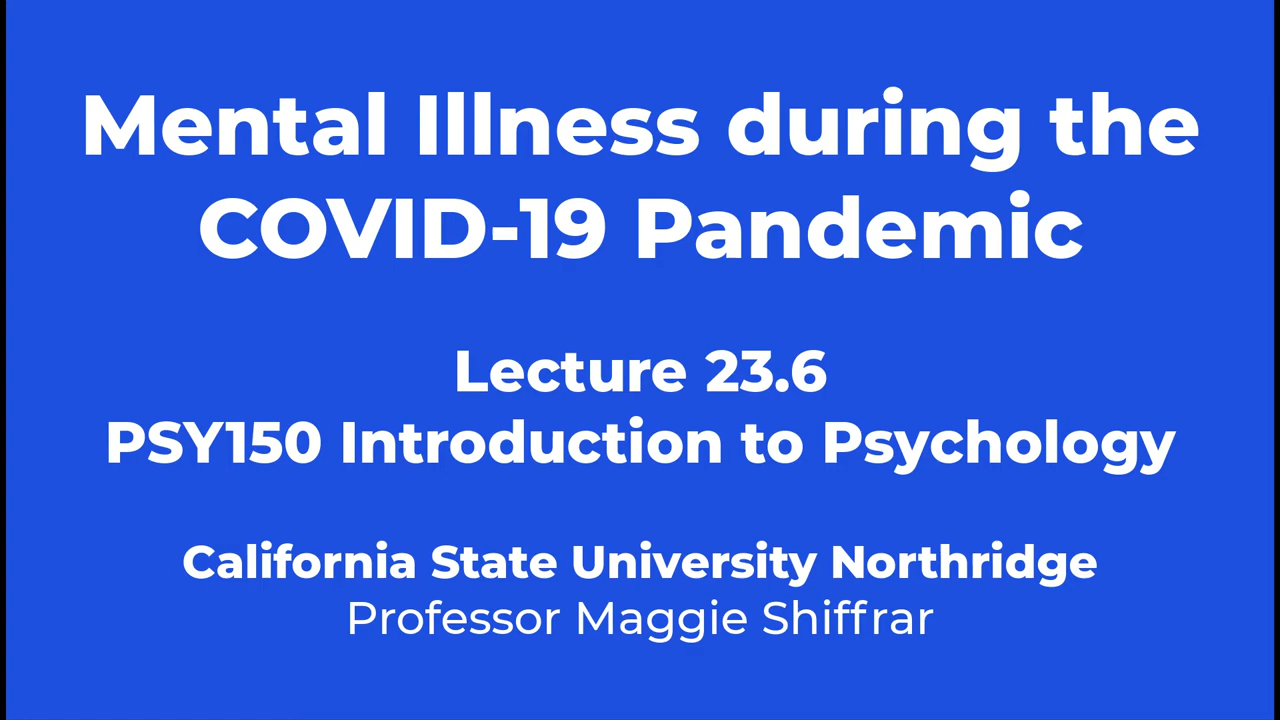 Mental Illness during the
COVID-19 Pandemic
Lecture 23.6
PSY150 Introduction to Psychology
California State University Northridge
Professor Maggie Shiffrar